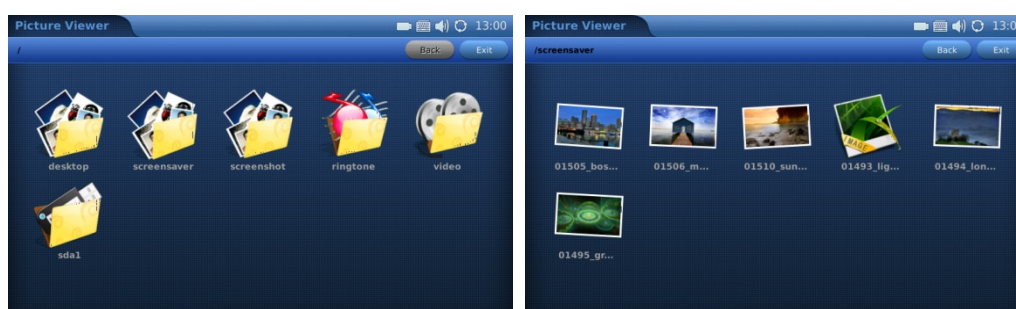 Picture Viewer 13:00
/ Back Exit
desktop screensaver screenshot ringtone video
sda1
Picture Viewer 13:0
/screensaver Back Exit
01505_bos... 01506_m... 01510_sun... 01493_lig... 01494_lon...
IMAGE
01495_gr...